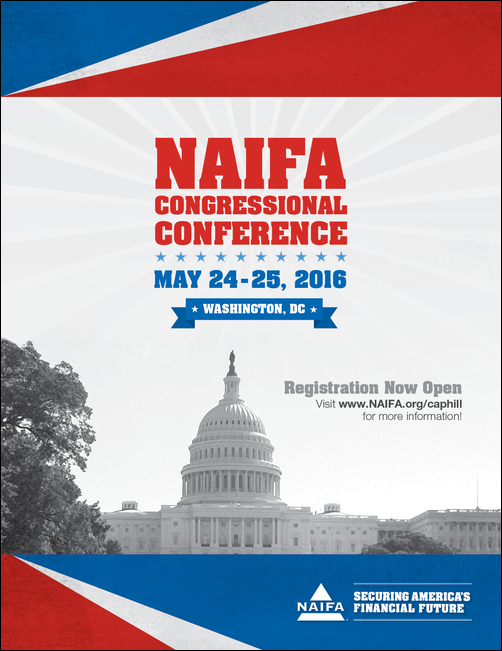 NAIFA
CONGRESSIONAL
CONFERENCE
MAY 24-25, 2016
WASHINGTON, DC
Registration Now Open
Visit www.NAIFA.org/caphill
for more information!
NAIFA
SECURING AMERICA'S
FINANCIAL FUTURE